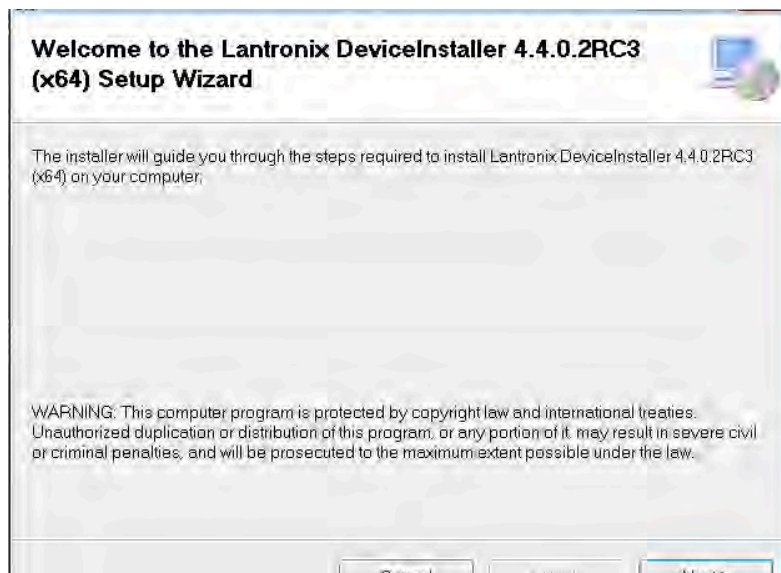 Welcome to the Lantronix DeviceInstaller 4.4.0.2RC3
(x64) Setup Wizard
The installer will guide you through the steps required to install Lantronix DeviceInstaller 4.4.0.2RC3
(x64) on your computer.
WARNING: This computer program is protected by copyright law and international treaties.
Unauthorized duplication or distribution of this program, or any portion of it, may result in severe civil
or criminal penalties, and will be prosecuted to the maximum extent possible under the law.